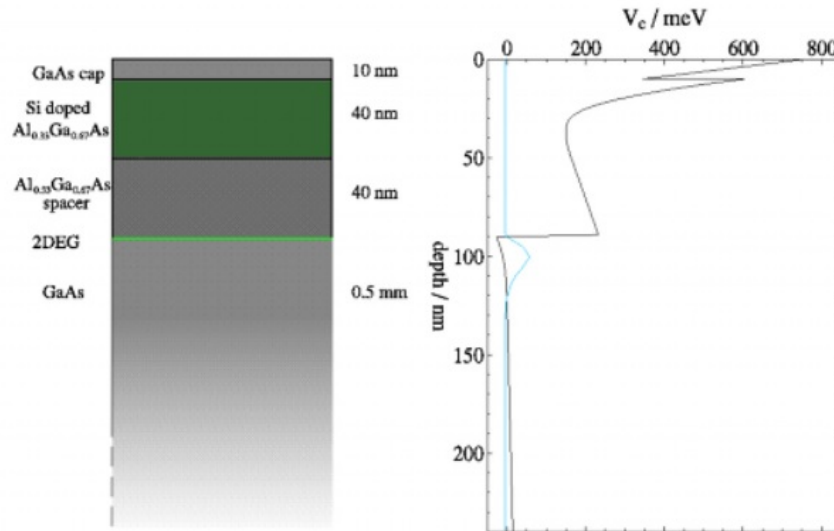 GaAs cap
10 nm
Si doped
Al₀.₃₃Ga₀.₆₇As
40 nm
Al₀.₃₃Ga₀.₆₇As
spacer
40 nm
2DEG
GaAs
0.5 mm
V_c / meV
0 200 400 600 800
0
50
100
150
200
depth / nm